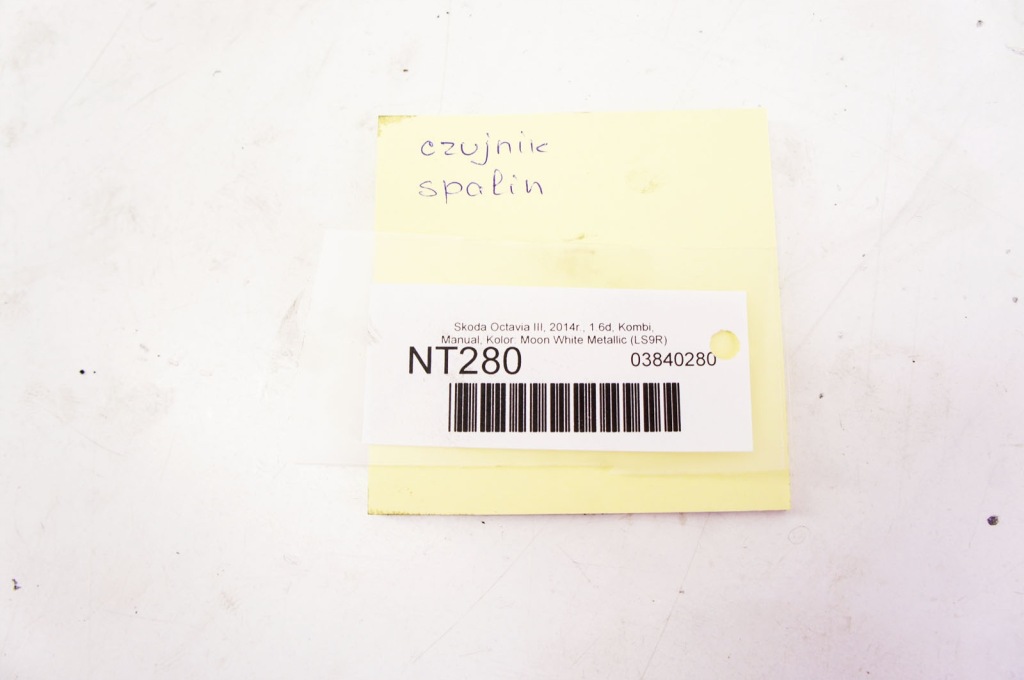 czujnik
spalin
Skoda Octavia III, 2014r., 1.6d, Kombi,
Manual, Kolor: Moon White Metallic (LS9R)
NT280 03840280